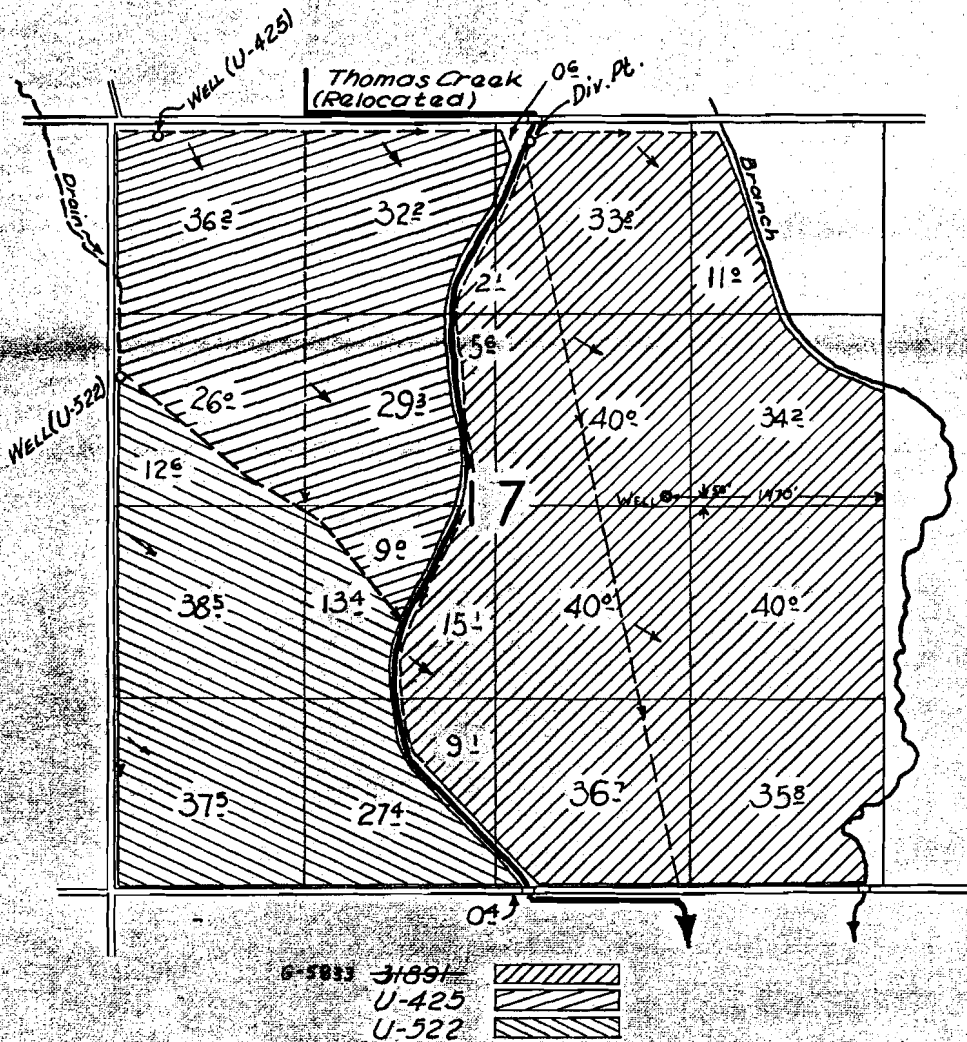 WELL (U-425)
Thomas Creek
(Relocated)
0.6
Div. Pt.
Drain
Branch
36.2
32.2
33.8
2.1
11.0
5.6
WELL (U-522)
26.0
29.3
40.0
34.2
12.6
17
WELL
50'
1470'
9.0
38.5
13.4
15.1
40.0
40.0
9.1
37.5
27.4
36.7
35.8
0.4
G-5833 31891
U-425
U-522